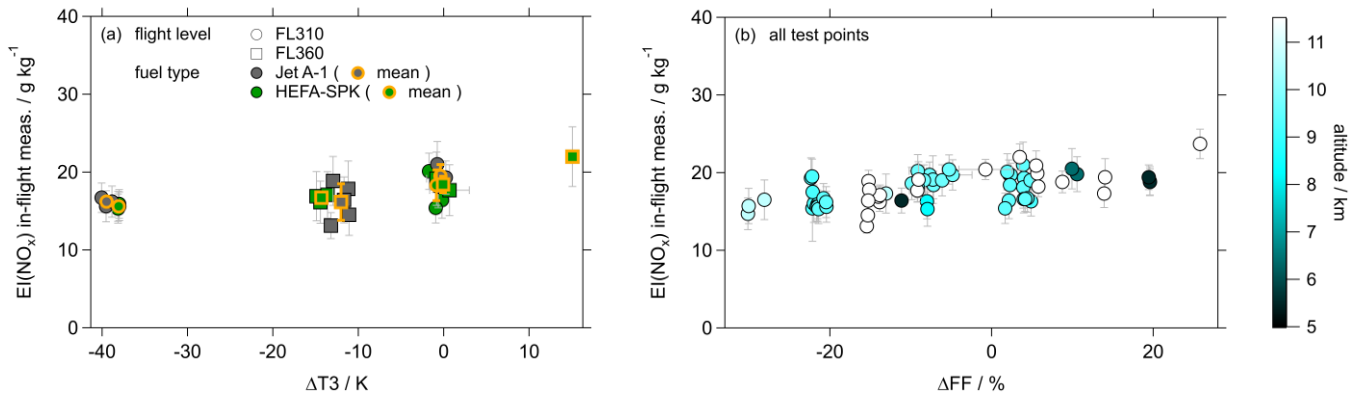 (a) flight level
FL310
FL360
fuel type
Jet A-1 ( mean )
HEFA-SPK ( mean )
EI(NOₓ) in-flight meas. / g kg⁻¹
40
30
20
10
0
-40 -30 -20 -10 0 10
ΔT3 / K
(b) all test points
EI(NOₓ) in-flight meas. / g kg⁻¹
40
30
20
10
0
-20 0 20
ΔFF / %
11
10
9
8
7
6
5
altitude / km